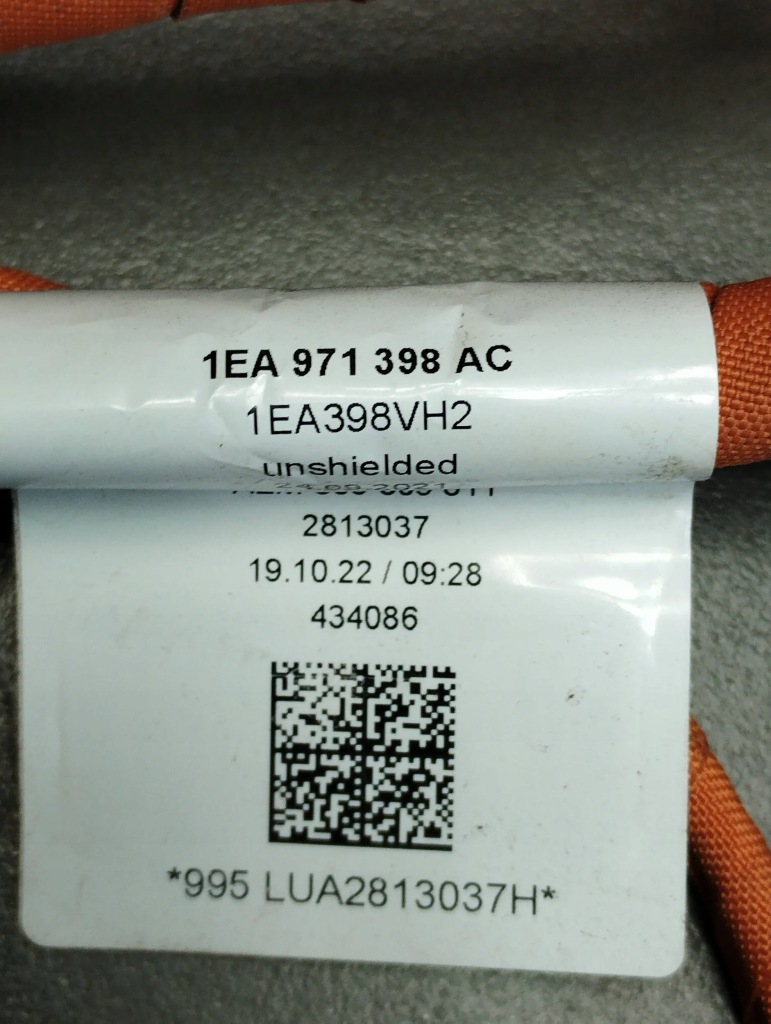 1EA 971 398 AC
1EA398VH2
unshielded
2813037
19.10.22 / 09:28
434086
*995 LUA2813037H*